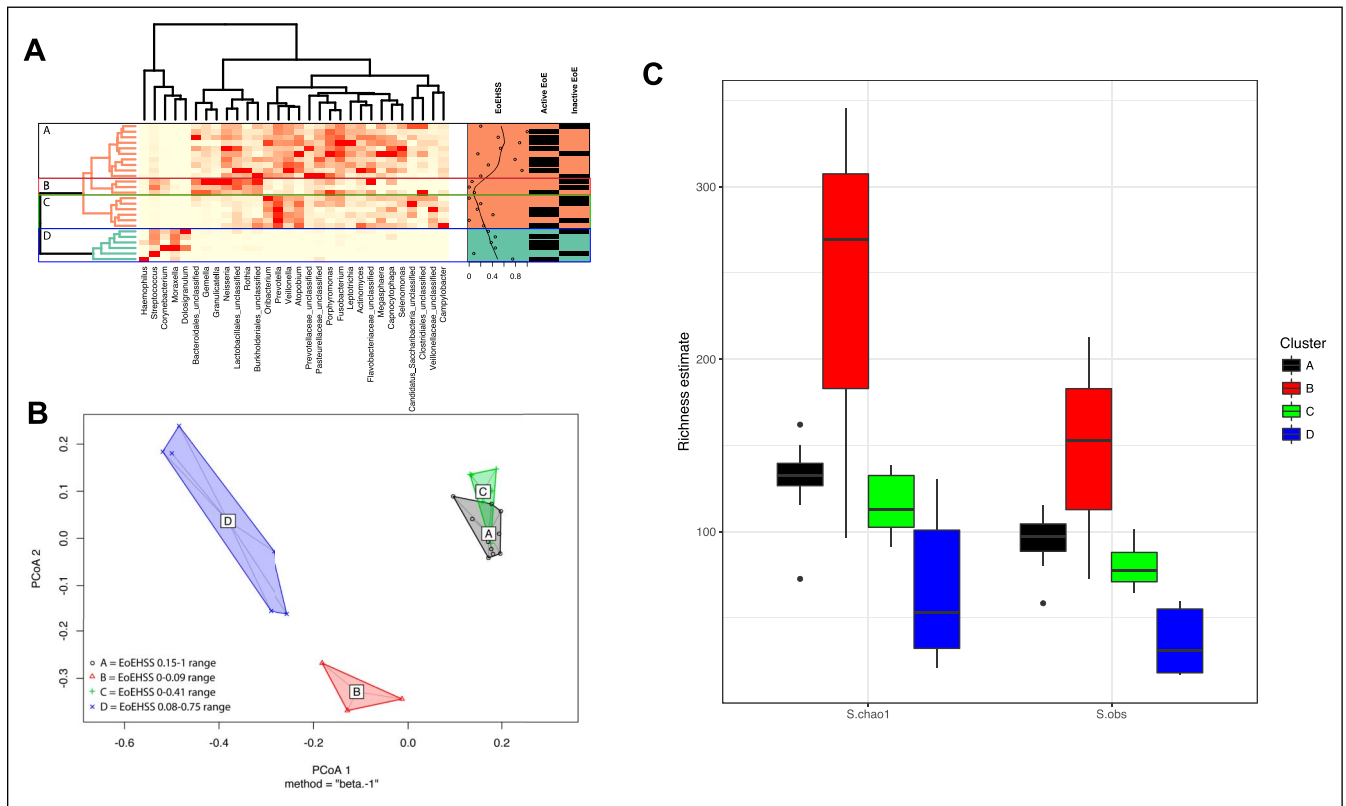 A
EoEHSS
Active EoE
Inactive EoE
A
B
C
D
0 0.4 0.8
Haemophilus
Streptococcus
Corynebacterium
Moraxella
Dolosigranulum
Bacteroidales_unclassified
Gemella
Granulicatella
Neisseria
Lactobacillales_unclassified
Rothia
Burkholderiales_unclassified
Oribacterium
Prevotella
Veillonella
Atopobium
Prevotellaceae_unclassified
Pasteurellaceae_unclassified
Porphyromonas
Fusobacterium
Leptotrichia
Actinomyces
Flavobacteriaceae_unclassified
Megasphaera
Capnocytophaga
Selenomonas
Candidatus_Saccharibacteria_unclassified
Clostridiales_unclassified
Veillonellaceae_unclassified
Campylobacter
B
PCoA 2
0.2
0.1
0.0
-0.1
-0.2
-0.3
D
C
A
B
A = EoEHSS 0.15-1 range
B = EoEHSS 0-0.09 range
C = EoEHSS 0-0.41 range
D = EoEHSS 0.08-0.75 range
-0.6 -0.4 -0.2 0.0 0.2
PCoA 1
method = "beta.-1"
C
Richness estimate
300
200
100
S.chao1 S.obs
Cluster
A
B
C
D